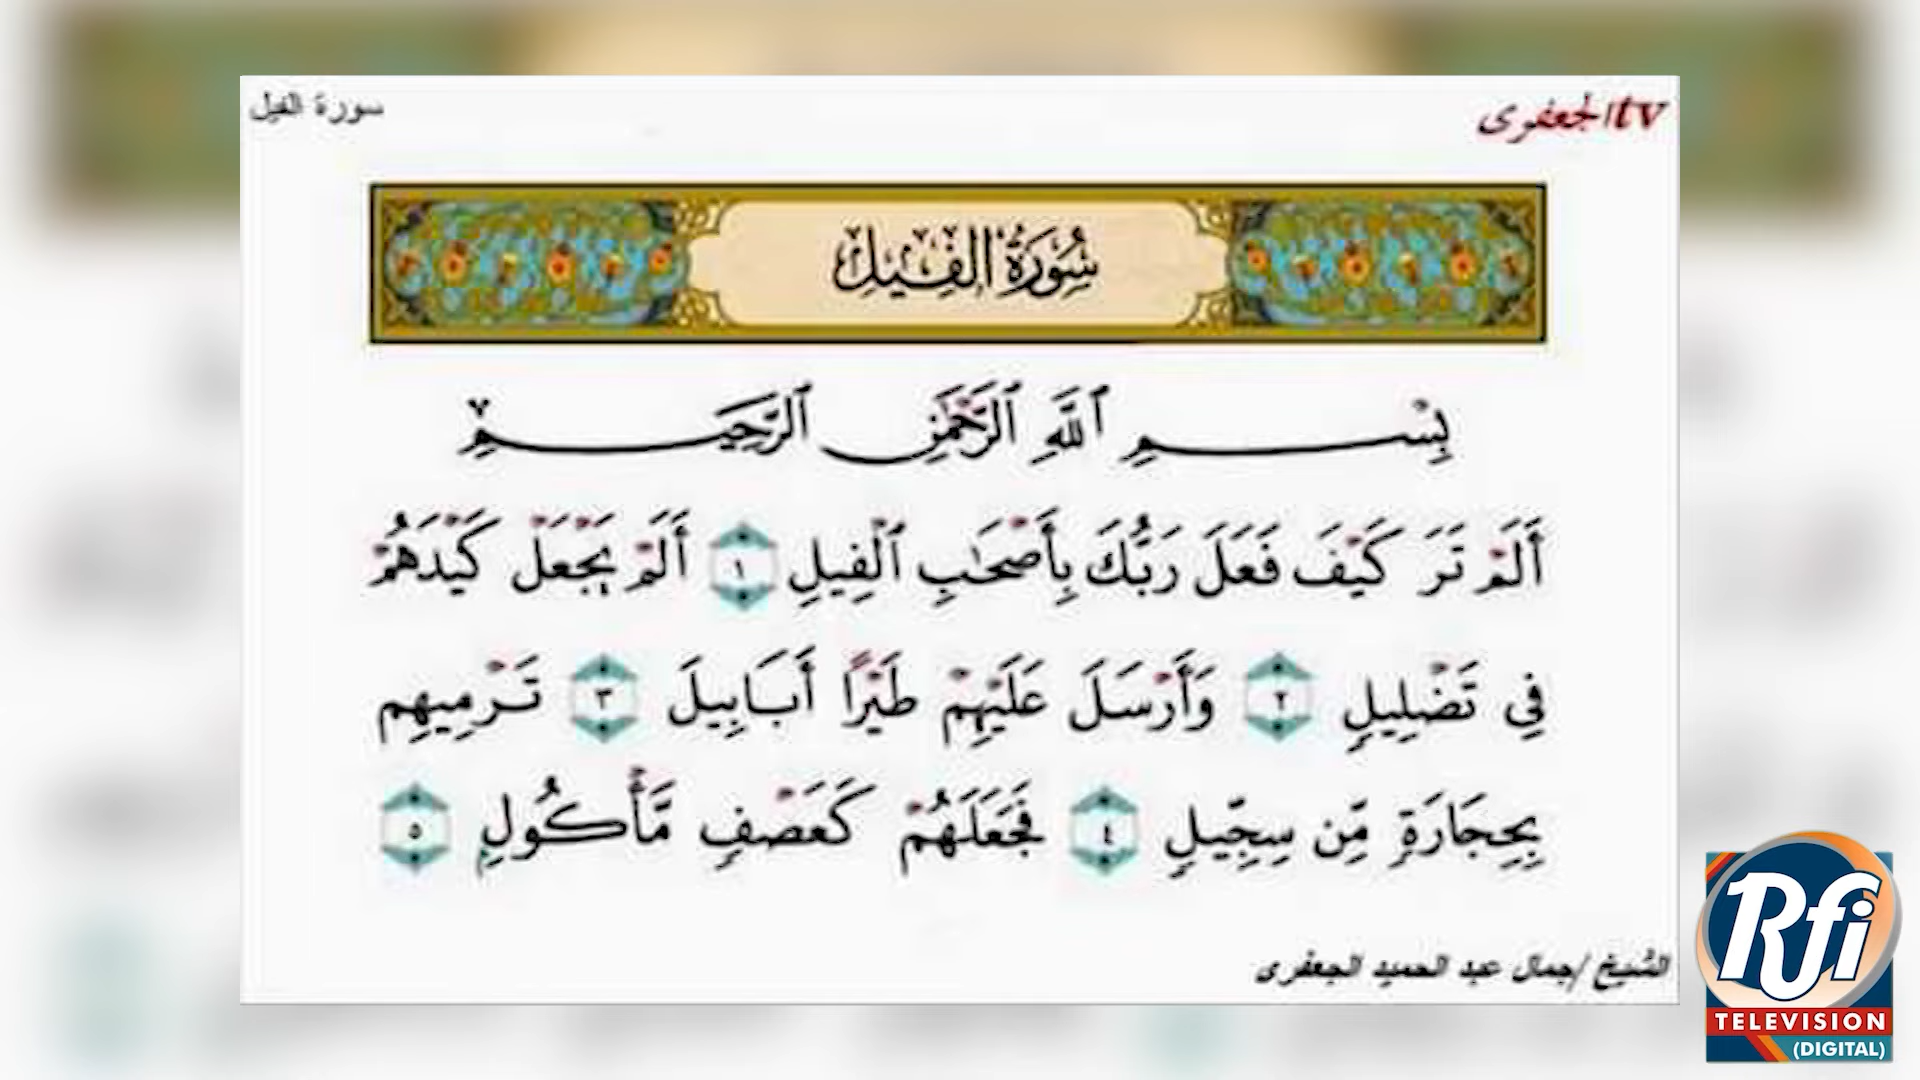 سورة الفيل
الجعفرى tv
سُورَةُ الْفِيلِ
بِسْمِ ٱللَّهِ ٱلرَّحْمَٰنِ ٱلرَّحِيمِ
أَلَمْ تَرَ كَيْفَ فَعَلَ رَبُّكَ بِأَصْحَٰبِ ٱلْفِيلِ ١ أَلَمْ يَجْعَلْ كَيْدَهُمْ
فِى تَضْلِيلٍ ٢ وَأَرْسَلَ عَلَيْهِمْ طَيْرًا أَبَابِيلَ ٣ تَرْمِيهِم
بِحِجَارَةٍ مِّن سِجِّيلٍ ٤ فَجَعَلَهُمْ كَعَصْفٍ مَّأْكُولٍ ٥
الشيخ / جمال عبد الحميد الجعفرى
Rfi
TELEVISION
(DIGITAL)